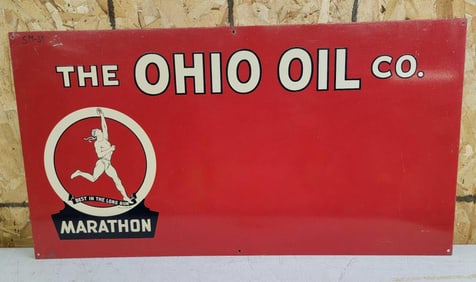 THE OHIO OIL CO.
BEST IN THE LONG RUN
MARATHON